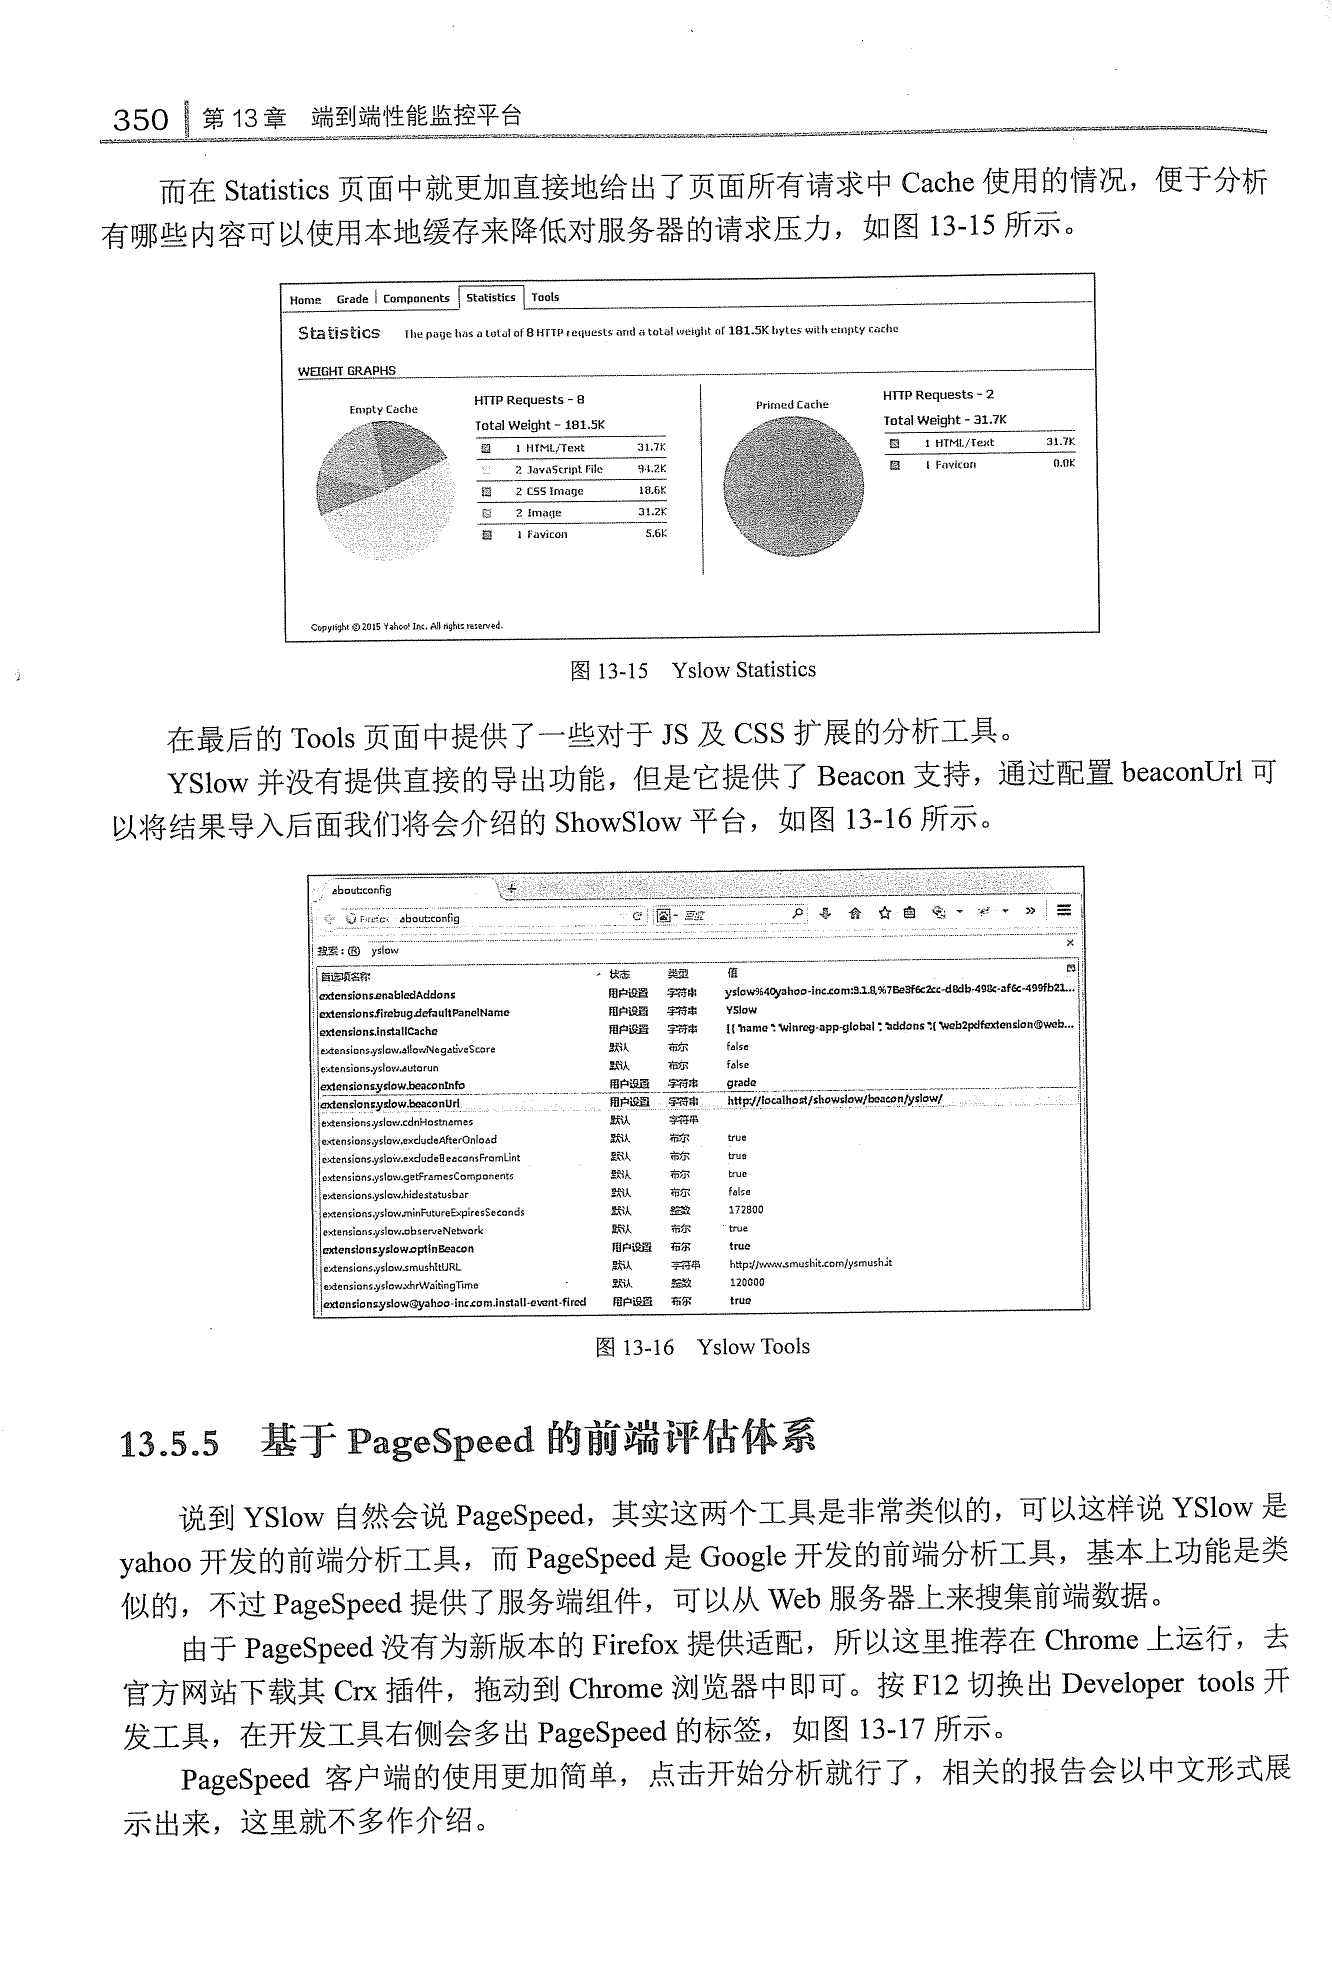 350 第 13 章 端到端性能监控平台
而在 Statistics 页面中就更加直接地给出了页面所有请求中 Cache 使用的情况，便于分析
有哪些内容可以使用本地缓存来降低对服务器的请求压力，如图 13-15 所示。
Home Grade Components Statistics Tools
Statistics The page has a total of 8 HTTP requests and a total weight of 181.5K bytes with empty cache
WEIGHT GRAPHS
Empty Cache
HTTP Requests - 8
Total Weight - 181.5K
1 HTML/Text 31.7K
2 JavaScript File 94.2K
2 CSS Image 18.6K
2 Image 31.2K
1 Favicon 5.6K
Primed Cache
HTTP Requests - 2
Total Weight - 31.7K
1 HTML/Text 31.7K
1 Favicon 0.0K
Copyright © 2015 Yahoo! Inc. All rights reserved.
图 13-15 Yslow Statistics
在最后的 Tools 页面中提供了一些对于 JS 及 CSS 扩展的分析工具。
YSlow 并没有提供直接的导出功能，但是它提供了 Beacon 支持，通过配置 beaconUrl 可
以将结果导入后面我们将会介绍的 ShowSlow 平台，如图 13-16 所示。
about:config +
Firefox about:config 百度
搜索：(R) yslow ×
首选项名称 状态 类型 值
extensions.enabledAddons 用户设置 字符串 yslow%40yahoo-inc.com:3.1.8,%7Be3f6c2cc-d8db-498c-af6c-499fb21...
extensions.firebug.defaultPanelName 用户设置 字符串 YSlow
extensions.installCache 用户设置 字符串 [{"name":"winreg-app-global","addons":{"web2pdfextension@web...
extensions.yslow.allowNegativeScore 默认 布尔 false
extensions.yslow.autorun 默认 布尔 false
extensions.yslow.beaconInfo 用户设置 字符串 grade
extensions.yslow.beaconUrl 用户设置 字符串 http://localhost/showslow/beacon/yslow/
extensions.yslow.cdnHostnames 默认 字符串
extensions.yslow.excludeAfterOnload 默认 布尔 true
extensions.yslow.excludeBeaconsFromLint 默认 布尔 true
extensions.yslow.getFramesComponents 默认 布尔 true
extensions.yslow.hidestatusbar 默认 布尔 false
extensions.yslow.minFutureExpiresSeconds 默认 整数 172800
extensions.yslow.observeNetwork 默认 布尔 true
extensions.yslow.optinBeacon 用户设置 布尔 true
extensions.yslow.smushItURL 默认 字符串 http://www.smushit.com/ysmush.it
extensions.yslow.xhrWaitingTime 默认 整数 120000
extensions.yslow@yahoo-inc.com.install-event-fired 用户设置 布尔 true
图 13-16 Yslow Tools
13.5.5 基于 PageSpeed 的前端评估体系
说到 YSlow 自然会说 PageSpeed，其实这两个工具是非常类似的，可以这样说 YSlow 是
yahoo 开发的前端分析工具，而 PageSpeed 是 Google 开发的前端分析工具，基本上功能是类
似的，不过 PageSpeed 提供了服务端组件，可以从 Web 服务器上来搜集前端数据。
由于 PageSpeed 没有为新版本的 Firefox 提供适配，所以这里推荐在 Chrome 上运行，去
官方网站下载其 Crx 插件，拖动到 Chrome 浏览器中即可。按 F12 切换出 Developer tools 开
发工具，在开发工具右侧会多出 PageSpeed 的标签，如图 13-17 所示。
PageSpeed 客户端的使用更加简单，点击开始分析就行了，相关的报告会以中文形式展
示出来，这里就不多作介绍。